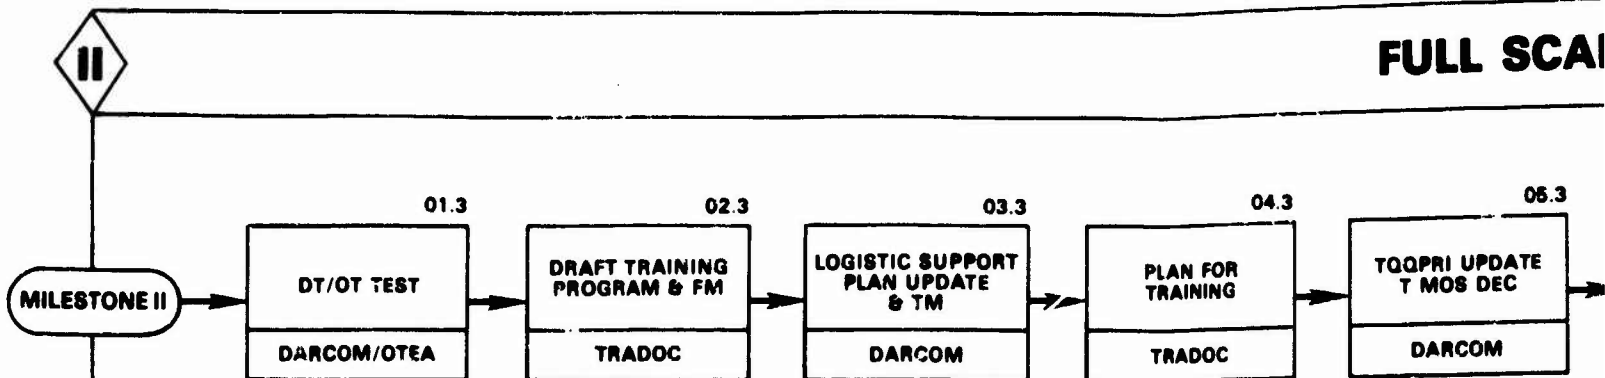 II
FULL SCAL
01.3
02.3
03.3
04.3
05.3
MILESTONE II
DT/OT TEST
DARCOM/OTEA
DRAFT TRAINING
PROGRAM & FM
TRADOC
LOGISTIC SUPPORT
PLAN UPDATE
& TM
DARCOM
PLAN FOR
TRAINING
TRADOC
TQQPRI UPDATE
T MOS DEC
DARCOM